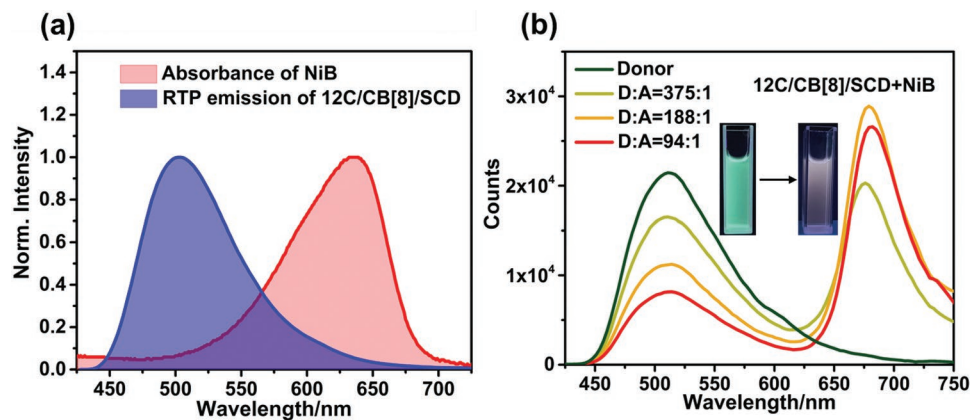 (a)
Norm. Intensity
1.4
1.2
1.0
0.8
0.6
0.4
0.2
0.0
Absorbance of NiB
RTP emission of 12C/CB[8]/SCD
450 500 550 600 650 700
Wavelength/nm
(b)
Counts
3x10⁴
2x10⁴
1x10⁴
0
Donor
D:A=375:1
D:A=188:1
D:A=94:1
12C/CB[8]/SCD+NiB
450 500 550 600 650 700 750
Wavelength/nm